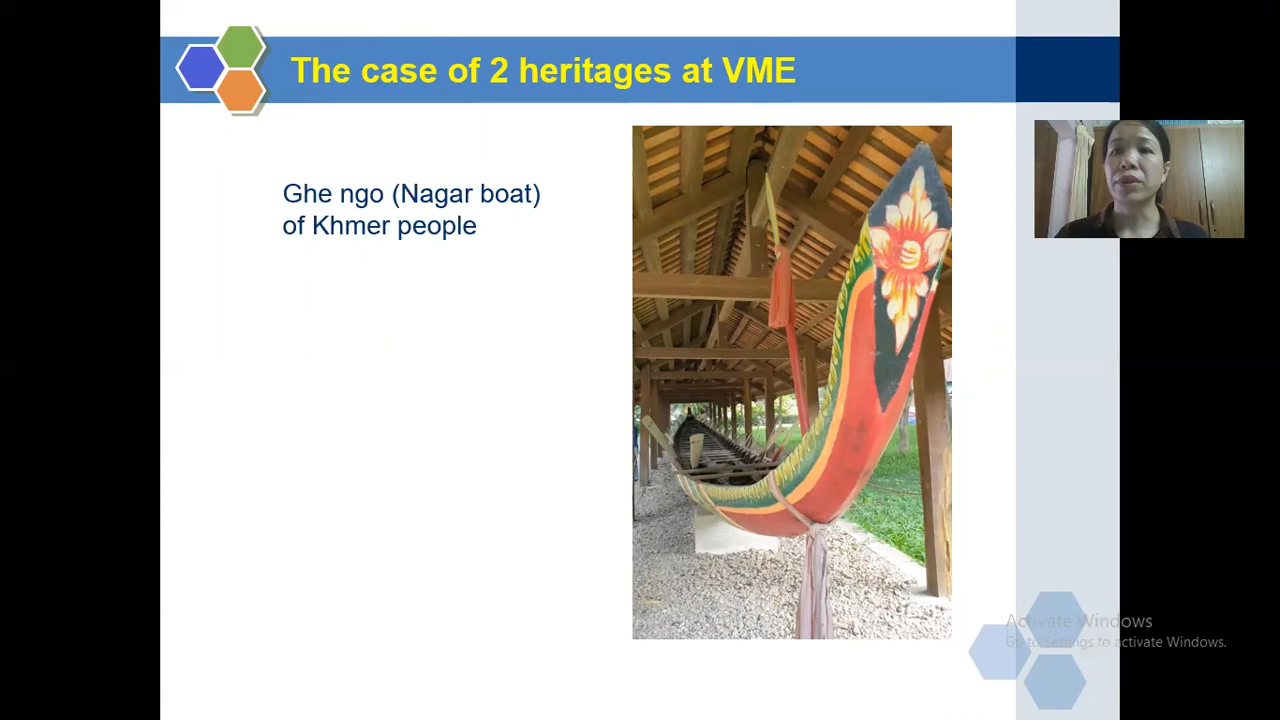 The case of 2 heritages at VME
Ghe ngo (Nagar boat)
of Khmer people
Activate Windows
Go to Settings to activate Windows.